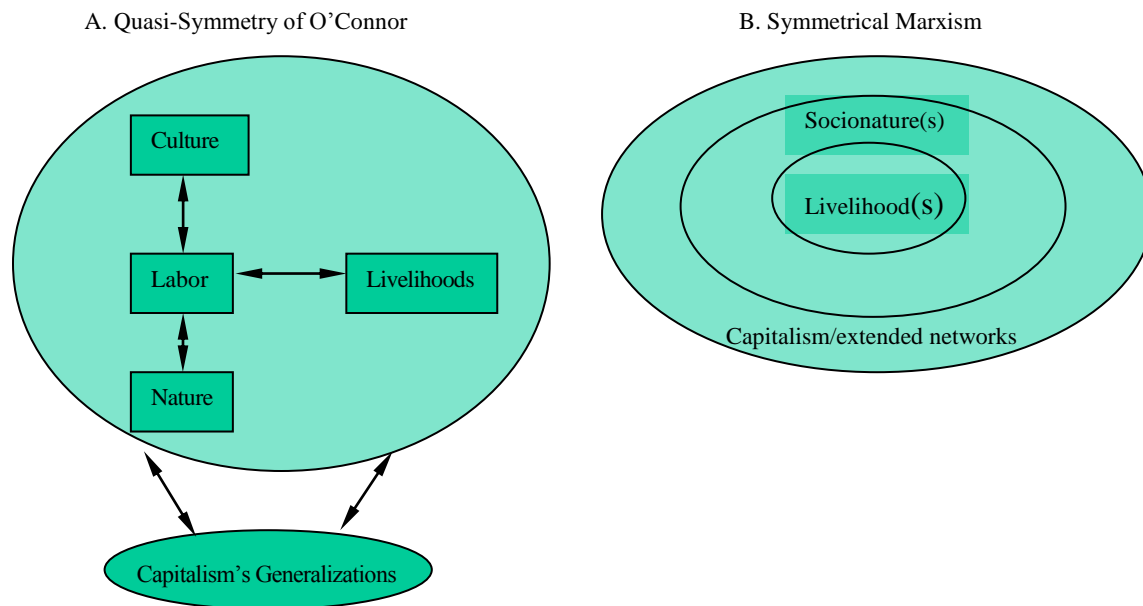 A. Quasi-Symmetry of O’Connor
Culture
Labor
Livelihoods
Nature
Capitalism’s Generalizations
B. Symmetrical Marxism
Socionature(s)
Livelihood(s)
Capitalism/extended networks